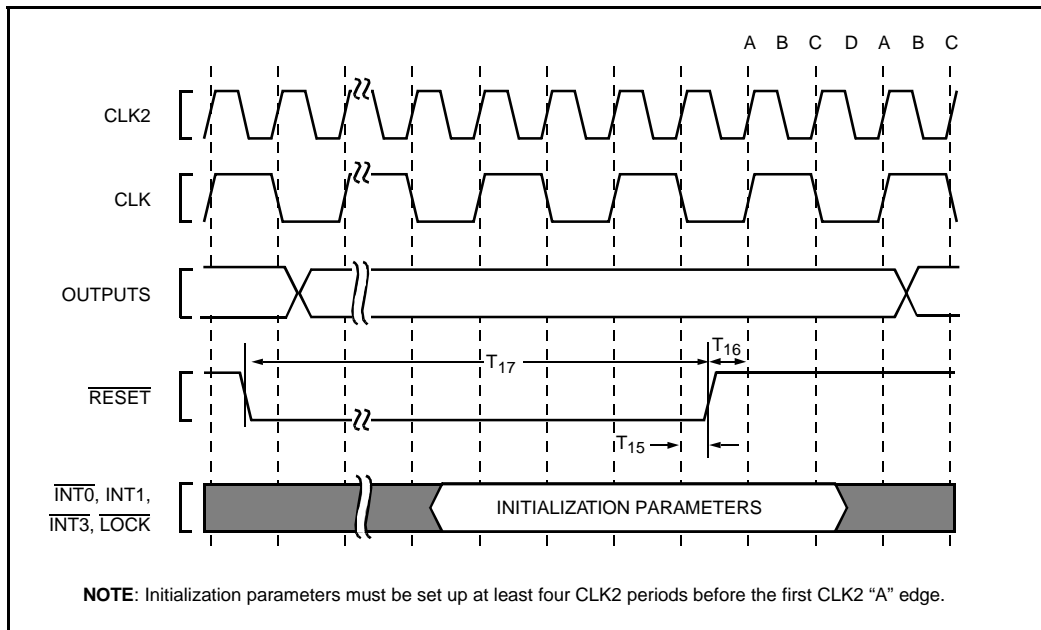 A B C D A B C
CLK2
CLK
OUTPUTS
T16
T17
RESET
T15
INT0, INT1,
INT3, LOCK
INITIALIZATION PARAMETERS
NOTE: Initialization parameters must be set up at least four CLK2 periods before the first CLK2 “A” edge.